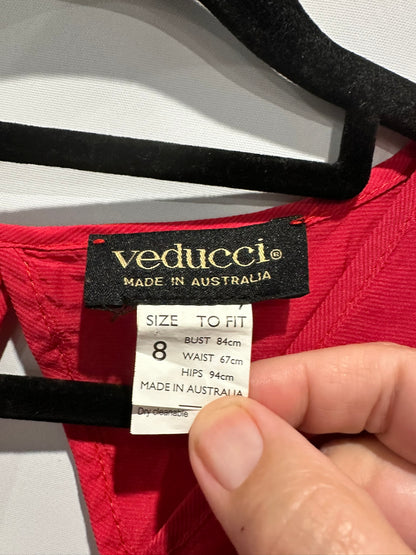 veducci®
MADE IN AUSTRALIA
SIZE TO FIT
8 BUST 84cm
WAIST 67cm
HIPS 94cm
MADE IN AUSTRALIA
Dry cleanable